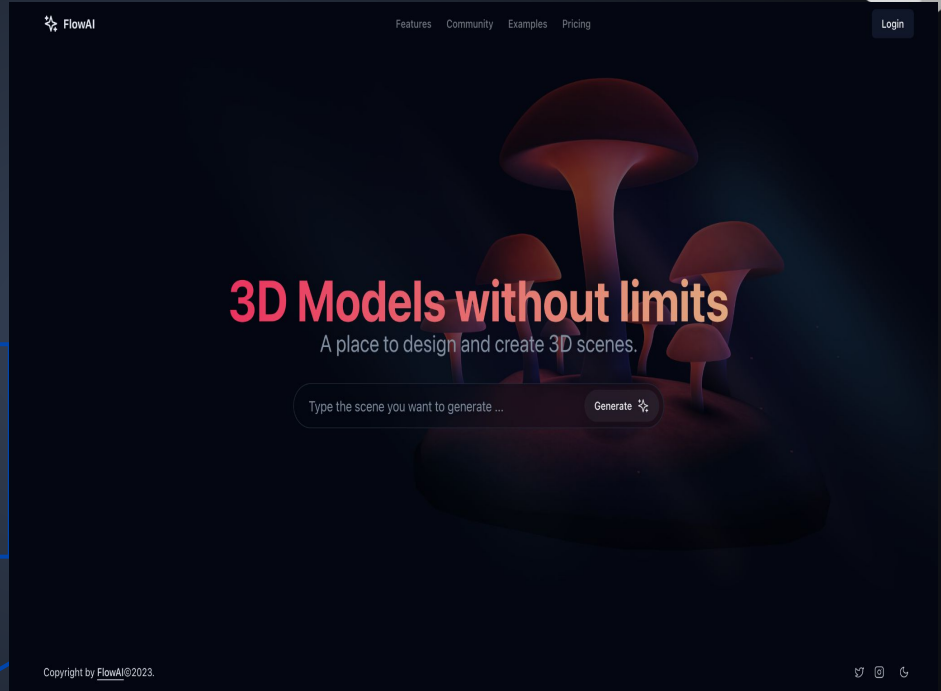 FlowAI
Features Community Examples Pricing
Login
3D Models without limits
A place to design and create 3D scenes.
Type the scene you want to generate ...
Generate
Copyright by FlowAI©2023.